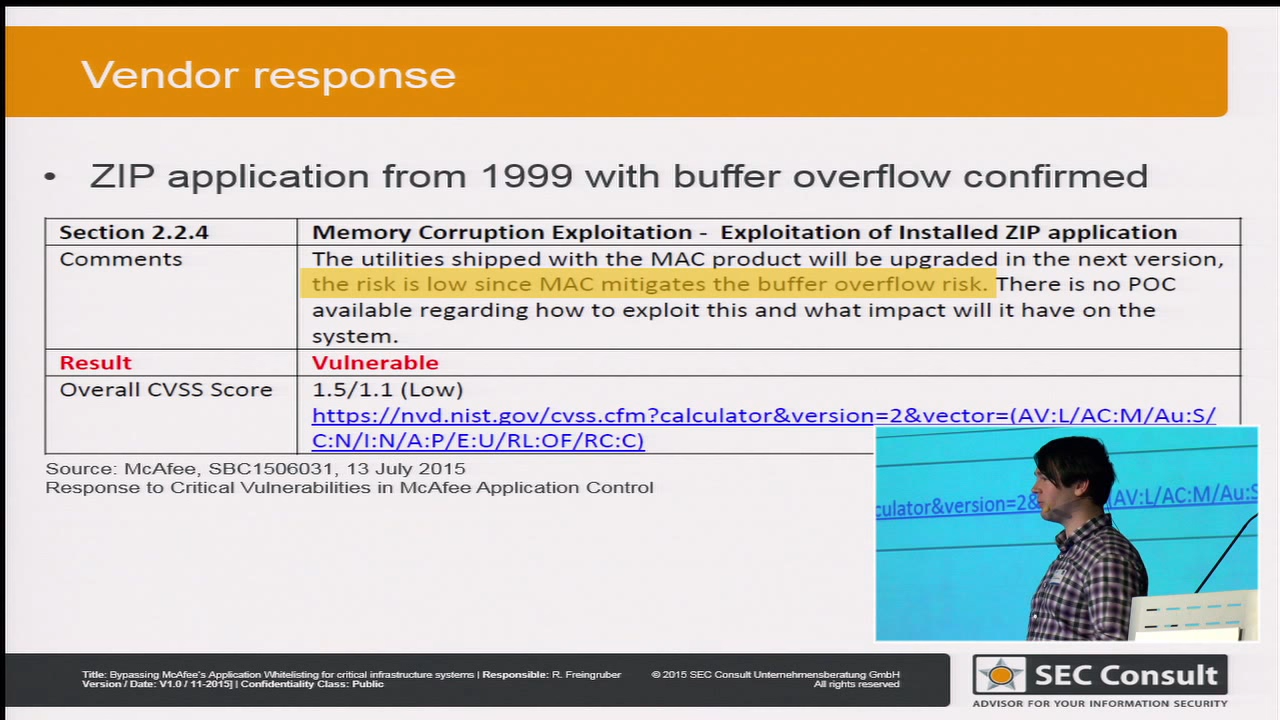 Vendor response
• ZIP application from 1999 with buffer overflow confirmed
Section 2.2.4 Memory Corruption Exploitation - Exploitation of Installed ZIP application
Comments The utilities shipped with the MAC product will be upgraded in the next version,
the risk is low since MAC mitigates the buffer overflow risk. There is no POC
available regarding how to exploit this and what impact will it have on the
system.
Result Vulnerable
Overall CVSS Score 1.5/1.1 (Low)
https://nvd.nist.gov/cvss.cfm?calculator&version=2&vector=(AV:L/AC:M/Au:S/
C:N/I:N/A:P/E:U/RL:OF/RC:C)
Source: McAfee, SBC1506031, 13 July 2015
Response to Critical Vulnerabilities in McAfee Application Control
culator&version=2& (AV:L/AC:M/Au:S
Title: Bypassing McAfee's Application Whitelisting for critical infrastructure systems | Responsible: R. Freingruber
Version / Date: V1.0 / 11-2015] | Confidentiality Class: Public
© 2015 SEC Consult Unternehmensberatung GmbH
All rights reserved
SEC Consult
ADVISOR FOR YOUR INFORMATION SECURITY